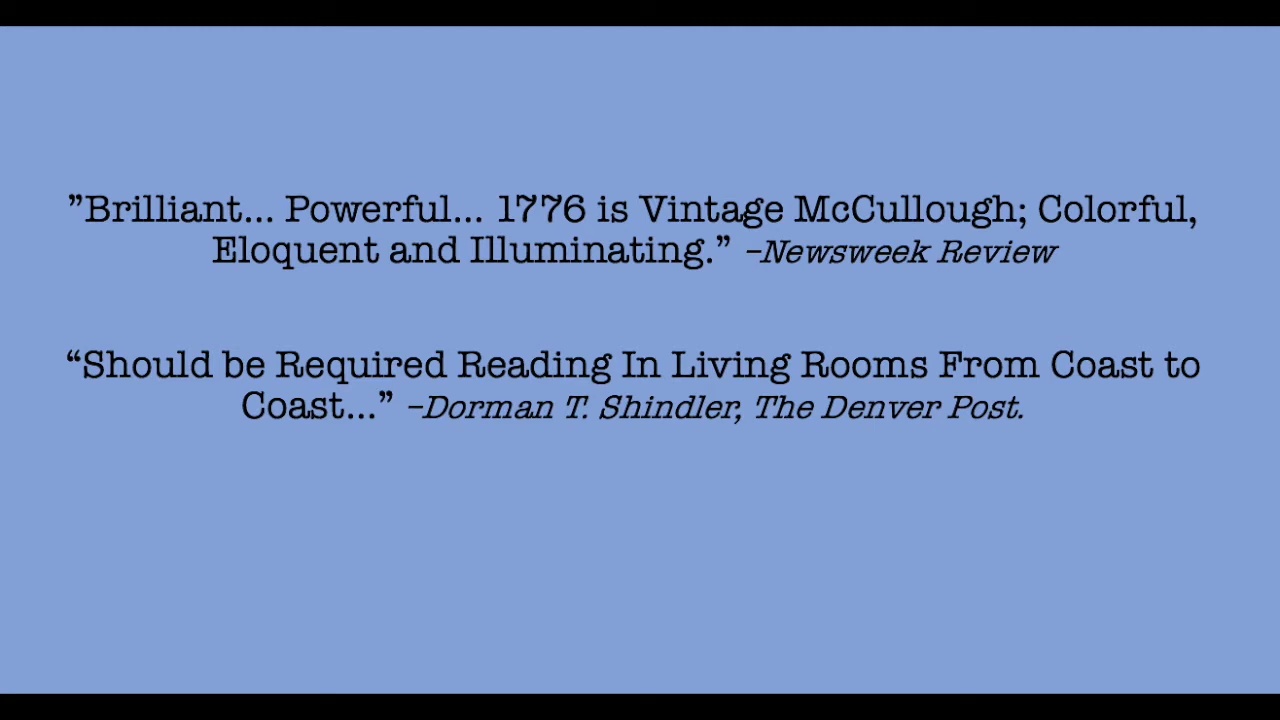 ”Brilliant... Powerful... 1776 is Vintage McCullough; Colorful,
Eloquent and Illuminating.” –Newsweek Review
“Should be Required Reading In Living Rooms From Coast to
Coast...” –Dorman T. Shindler, The Denver Post.